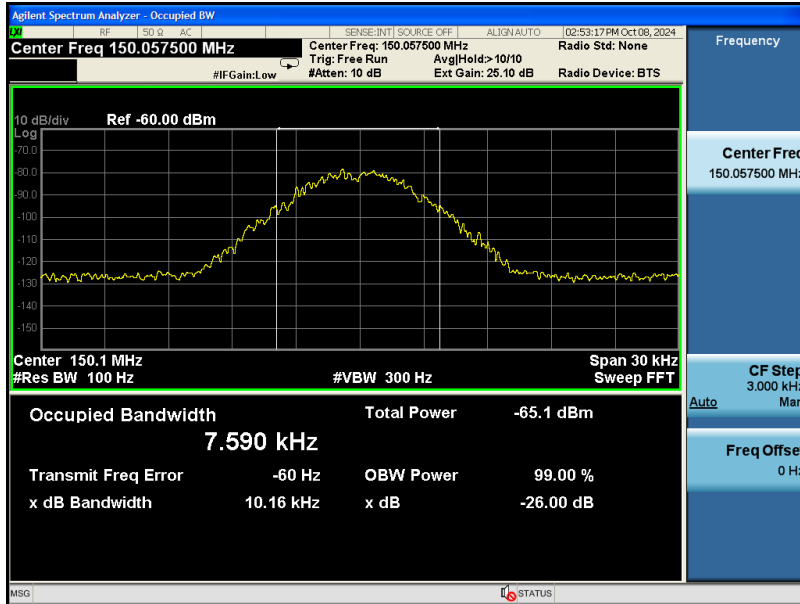 Agilent Spectrum Analyzer - Occupied BW
LXI RF 50 Ω AC SENSE:INT SOURCE OFF ALIGN AUTO 02:53:17 PM Oct 08, 2024
Center Freq 150.057500 MHz Center Freq: 150.057500 MHz Radio Std: None
Trig: Free Run Avg|Hold:>10/10
#IFGain:Low #Atten: 10 dB Ext Gain: 25.10 dB Radio Device: BTS
Frequency
10 dB/div Ref -60.00 dBm
Log
-70.0
-80.0
-90.0
-100
-110
-120
-130
-140
-150
Center Freq
150.057500 MHz
Center 150.1 MHz Span 30 kHz
#Res BW 100 Hz #VBW 300 Hz Sweep FFT
CF Step
3.000 kHz
Auto Man
Occupied Bandwidth Total Power -65.1 dBm
7.590 kHz
Transmit Freq Error -60 Hz OBW Power 99.00 %
x dB Bandwidth 10.16 kHz x dB -26.00 dB
Freq Offset
0 Hz
MSG STATUS